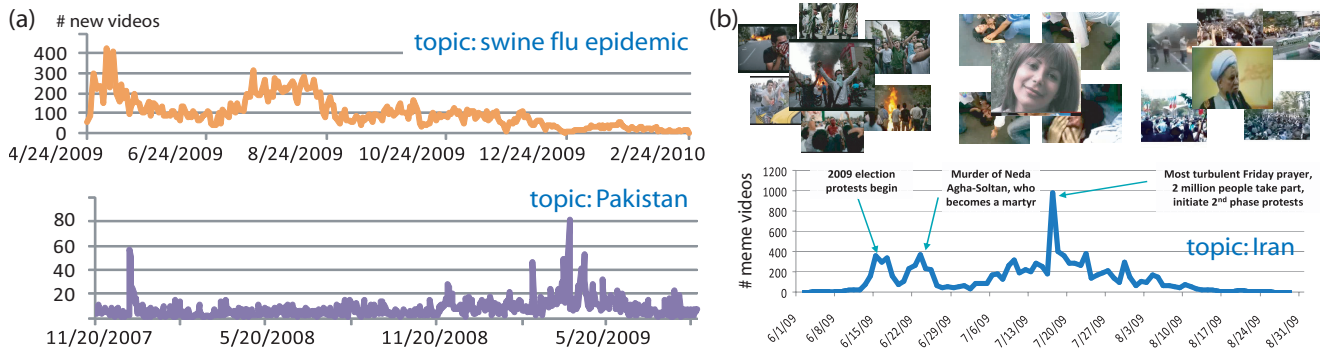 (a)
# new videos
topic: swine flu epidemic
400
300
200
100
0
4/24/2009 6/24/2009 8/24/2009 10/24/2009 12/24/2009 2/24/2010
topic: Pakistan
80
60
40
20
11/20/2007 5/20/2008 11/20/2008 5/20/2009
(b)
2009 election
protests begin
Murder of Neda
Agha-Soltan, who
becomes a martyr
Most turbulent Friday prayer,
2 million people take part,
initiate 2nd phase protests
topic: Iran
# meme videos
1200
1000
800
600
400
200
0
6/1/09 6/8/09 6/15/09 6/22/09 6/29/09 7/6/09 7/13/09 7/20/09 7/27/09 8/3/09 8/10/09 8/17/09 8/24/09 8/31/09